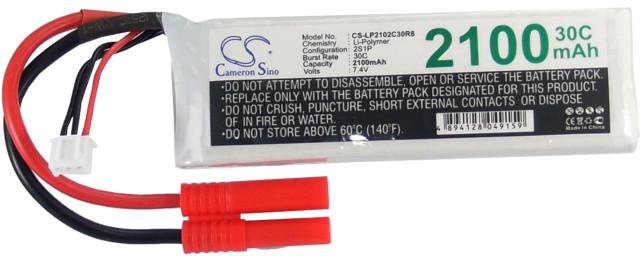 CS
Cameron Sino
Model No. : CS-LP2102C30R8
Chemistry : Li-Polymer
Configuration : 2S1P
Burst Rate : 30C
Capacity : 2100mAh
Volts : 7.4V
2100 30C mAh
DO NOT ATTEMPT TO DISASSEMBLE, OPEN OR SERVICE THE BATTERY PACK.
REPLACE ONLY WITH BATTERY PACK DESIGNATED FOR THIS PRODUCT.
DO NOT CRUSH, PUNCTURE, SHORT EXTERNAL CONTACTS OR DISPOSE
OF IN FIRE OR WATER.
DO NOT STORE ABOVE 60°C (140°F).
4 894128 049159
CE
Made in China